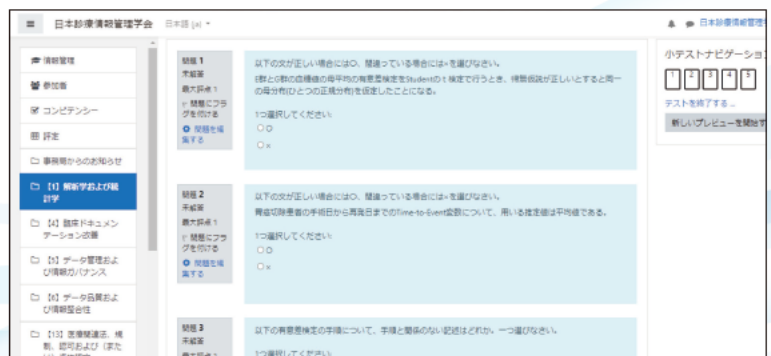 日本診療情報管理学会 日本語 (ja)
日本診療情報管理
情報管理
参加者
コンピテンシー
評定
事務局からのお知らせ
【1】解析学および統
計学
【4】臨床ドキュメン
テーション改善
【5】データ管理およ
び情報ガバナンス
【6】データ品質およ
び情報整合性
【13】医療関連法、規
制、認可および（また
問題 1
未解答
最大評点 1
問題にフラ
グを付ける
問題を編
集する
以下の文が正しい場合には○、間違っている場合には×を選びなさい。
E群とG群の血糖値の母平均の有意差検定をStudentのt 検定で行うとき、帰無仮説が正しいとすると同一
の母分布(ひとつの正規分布)を仮定したことになる。
1つ選択してください:
○
×
問題 2
未解答
最大評点 1
問題にフラ
グを付ける
問題を編
集する
以下の文が正しい場合には○、間違っている場合には×を選びなさい。
胃癌切除患者の手術日から再発日までのTime-to-Event変数について、用いる推定値は平均値である。
1つ選択してください:
○
×
問題 3
未解答
最大評点 1
以下の有意差検定の手順について、手順と関係のない記述はどれか。一つ選びなさい。
1つ選択してください:
小テストナビゲーショ
1 2 3 4 5
テストを終了する ...
新しいプレビューを開始す